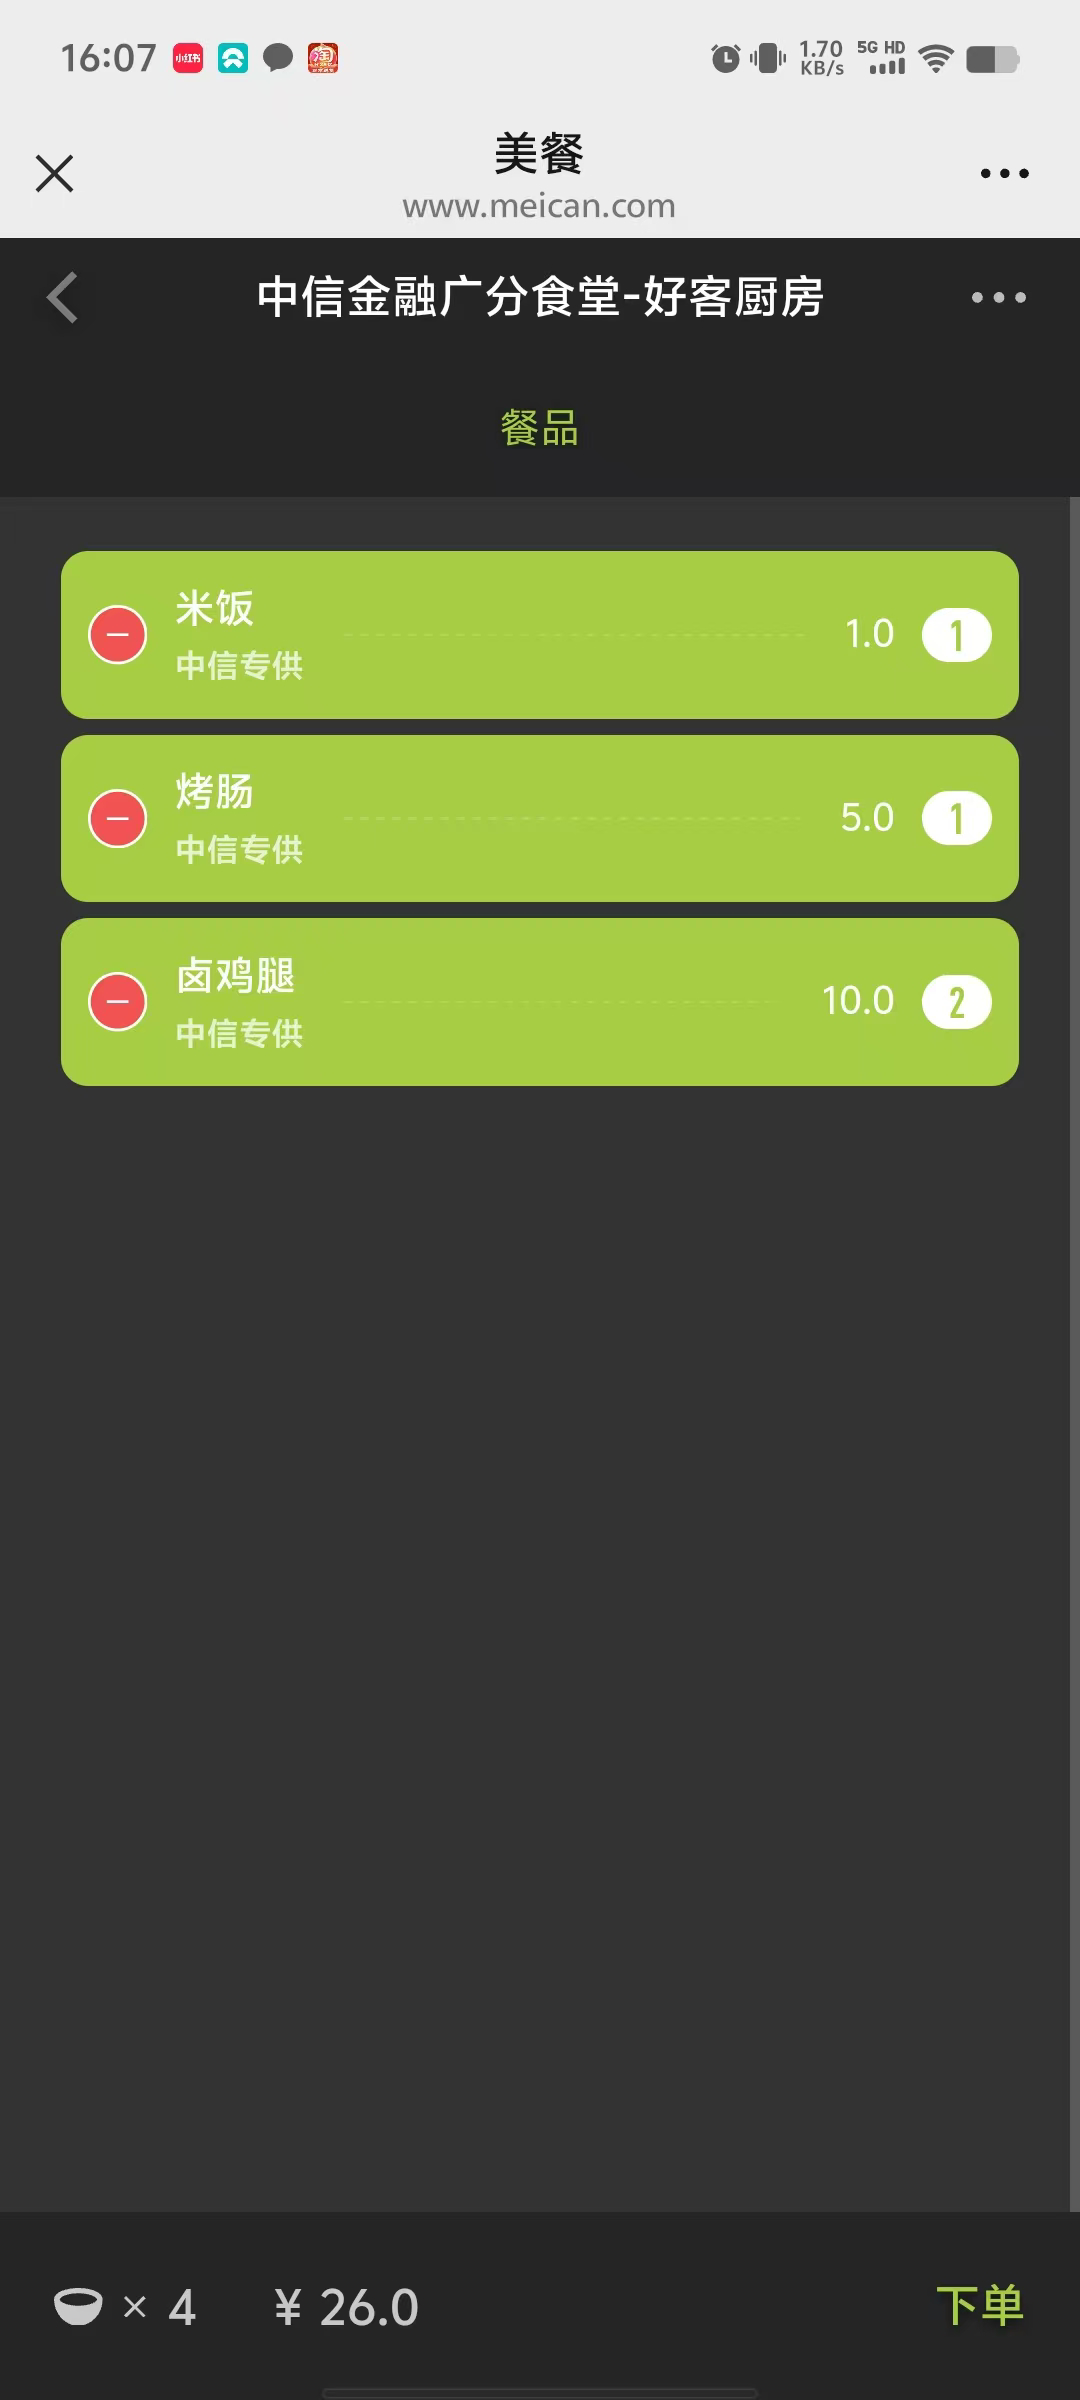 16:07
小红书
淘
1.70 KB/s
5G HD
美餐
www.meican.com
中信金融广分食堂-好客厨房
餐品
米饭
中信专供
1.0
1
烤肠
中信专供
5.0
1
卤鸡腿
中信专供
10.0
2
× 4
¥ 26.0
下单